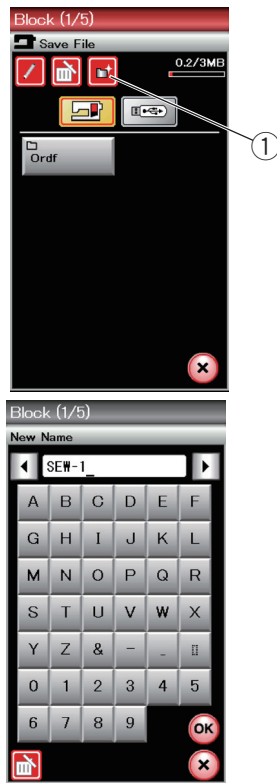 Block (1/5)
Save File
0.2/3MB
1
Ordf
Block (1/5)
New Name
SEW-1_
A B C D E F
G H I J K L
M N O P Q R
S T U V W X
Y Z & - _
0 1 2 3 4 5
6 7 8 9 OK